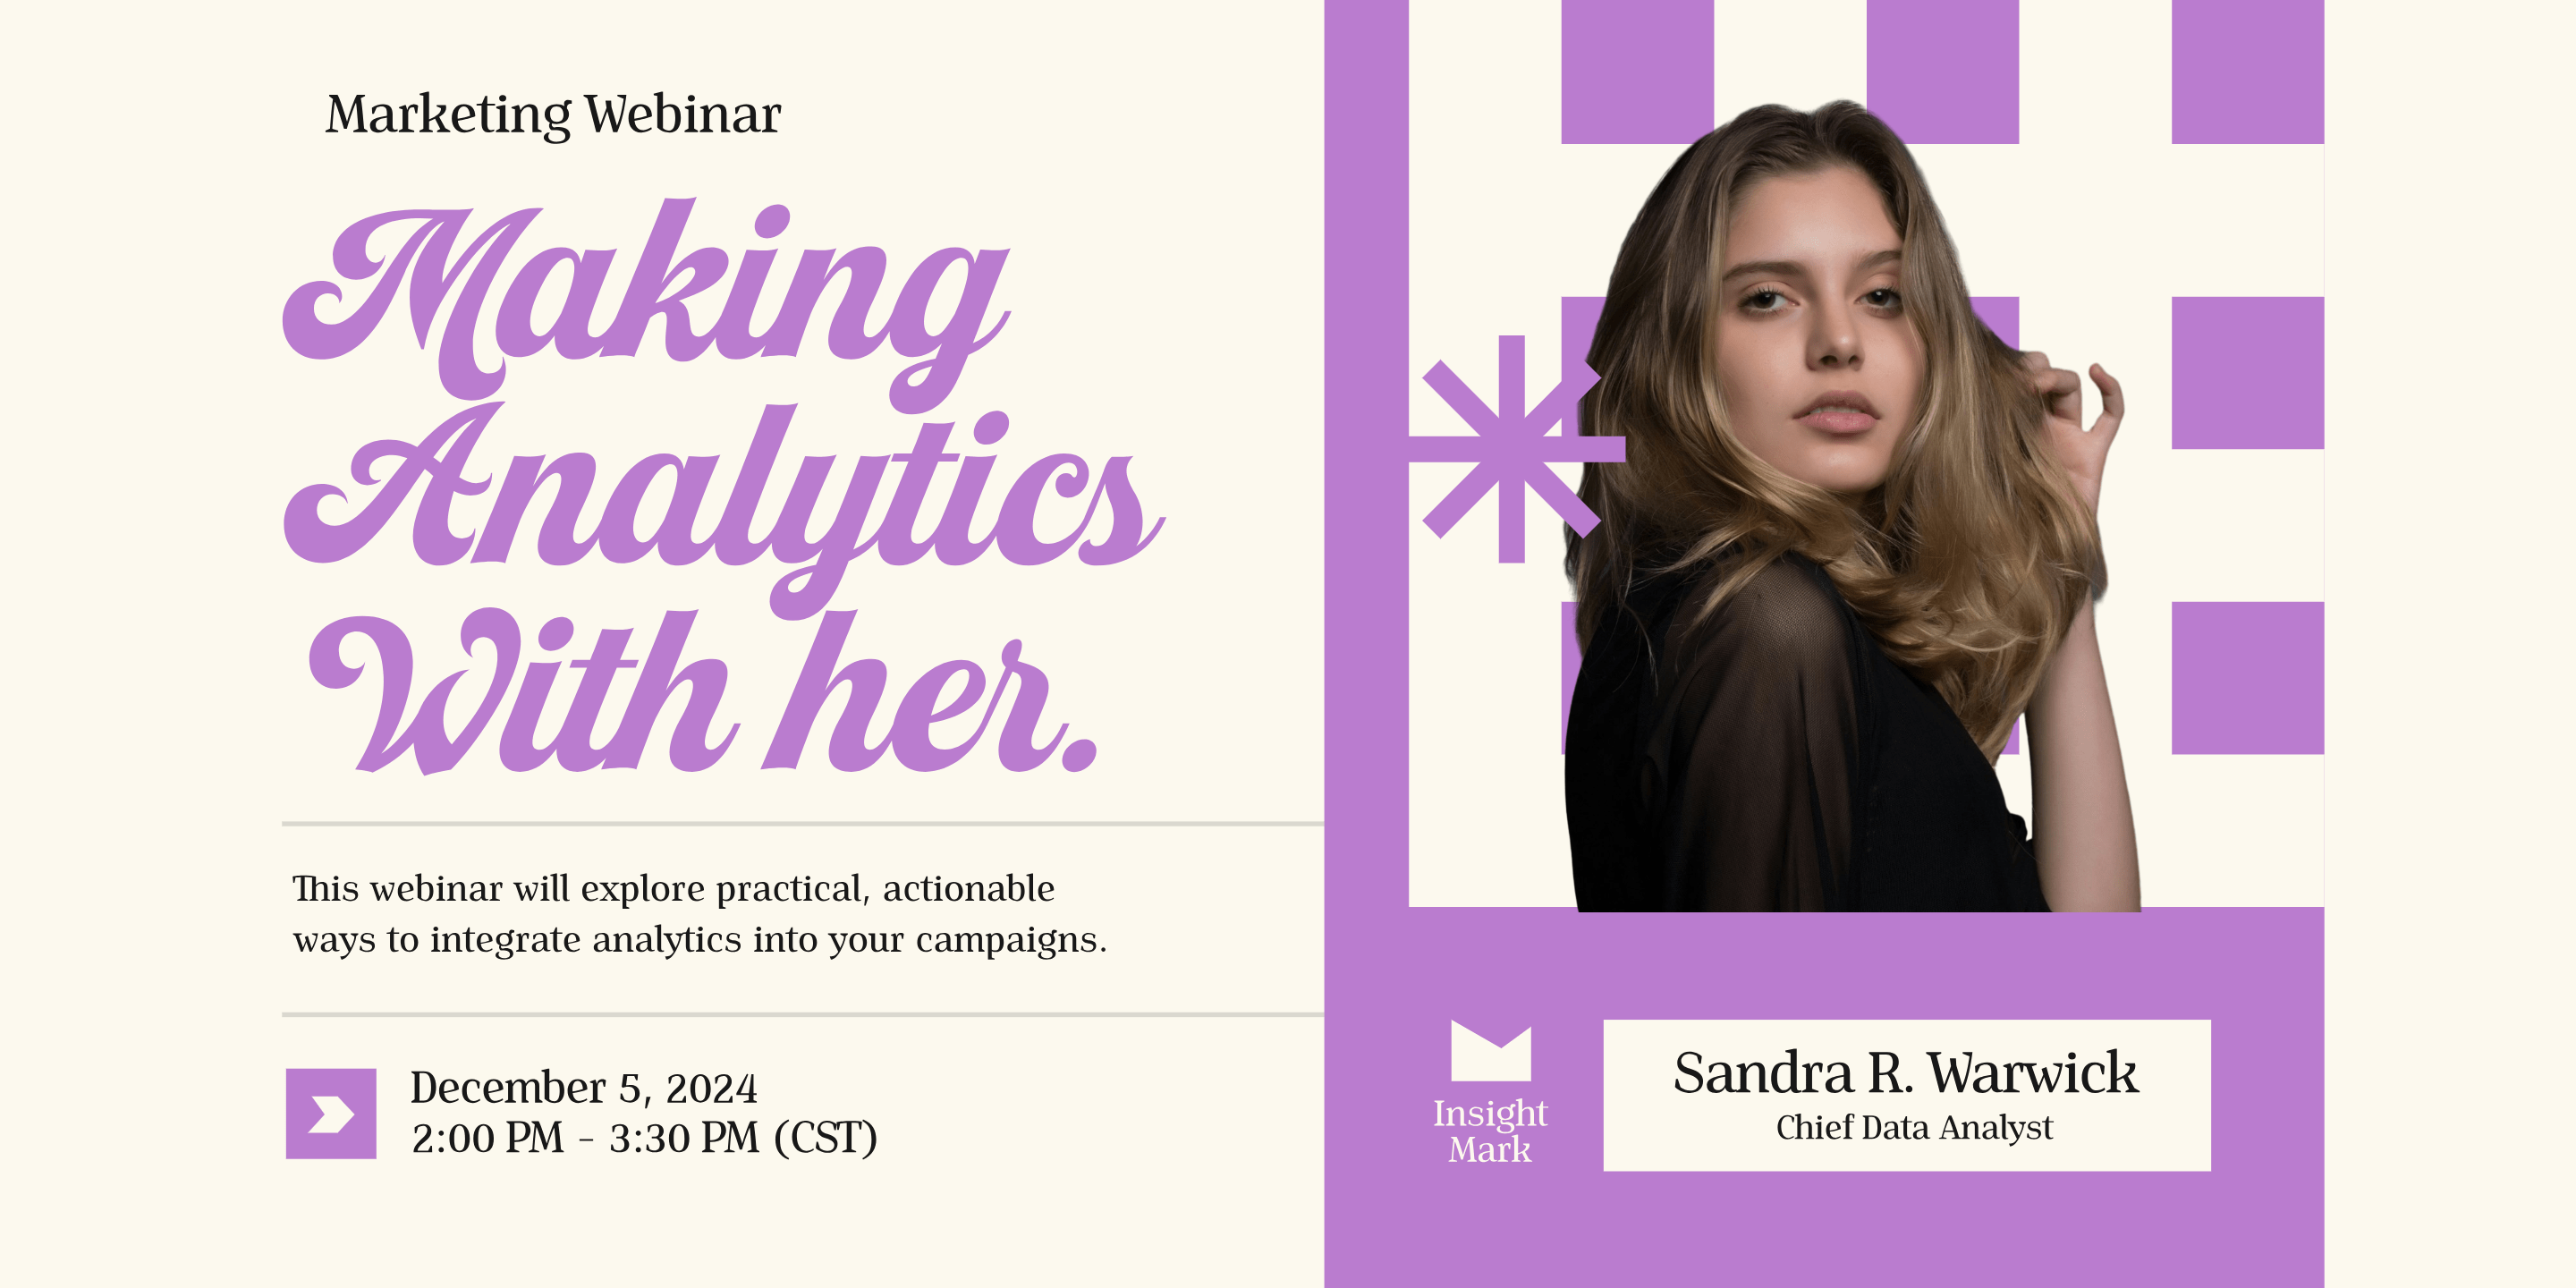 Marketing Webinar
Making
Analytics
With her.
This webinar will explore practical, actionable
ways to integrate analytics into your campaigns.
December 5, 2024
2:00 PM - 3:30 PM (CST)
Insight
Mark
Sandra R. Warwick
Chief Data Analyst